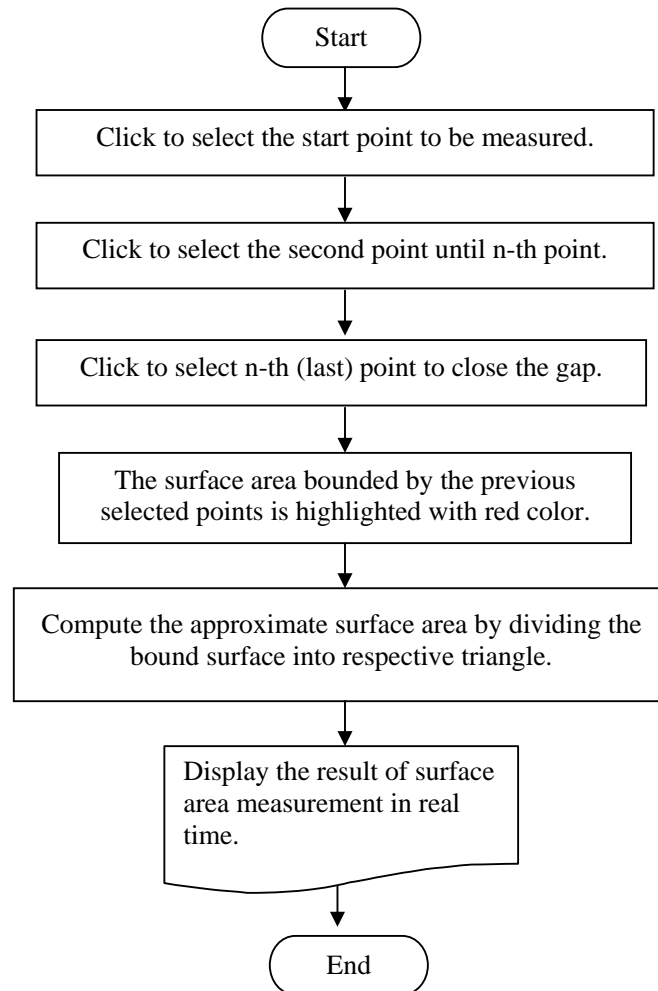 Start
Click to select the start point to be measured.
Click to select the second point until n-th point.
Click to select n-th (last) point to close the gap.
The surface area bounded by the previous
selected points is highlighted with red color.
Compute the approximate surface area by dividing the
bound surface into respective triangle.
Display the result of surface
area measurement in real
time.
End